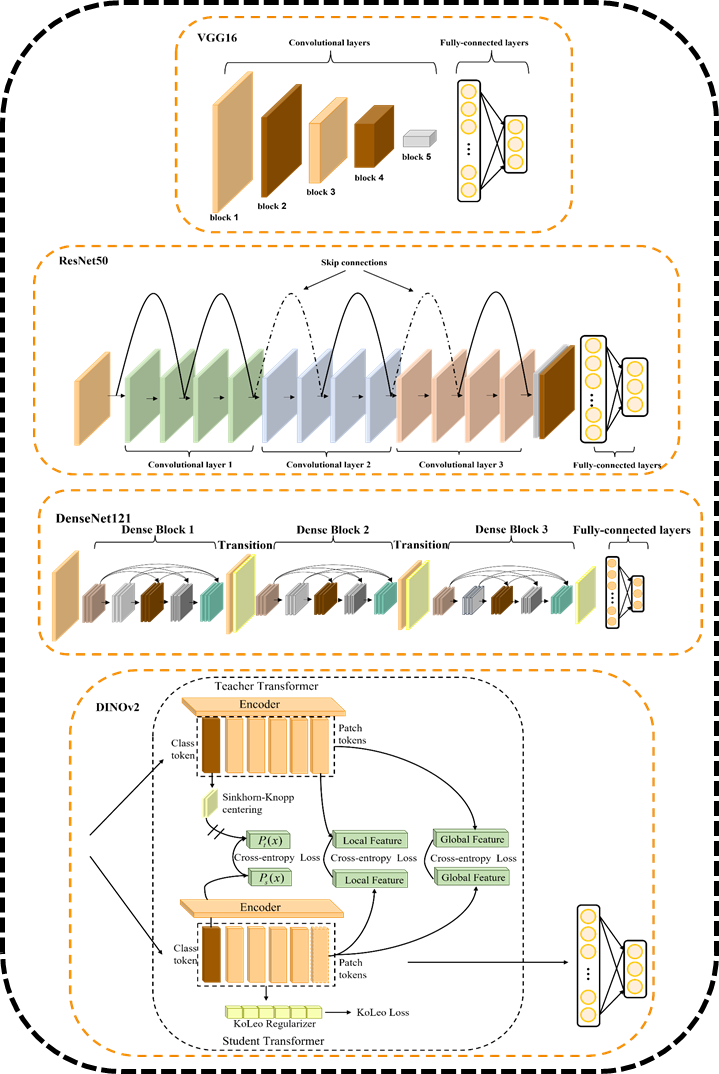 VGG16
Convolutional layers
Fully-connected layers
block 1
block 2
block 3
block 4
block 5
ResNet50
Skip connections
Convolutional layer 1
Convolutional layer 2
Convolutional layer 3
Fully-connected layers
DenseNet121
Dense Block 1
Transition
Dense Block 2
Transition
Dense Block 3
Fully-connected layers
DINOv2
Teacher Transformer
Encoder
Class
token
Patch
tokens
Sinkhorn-Knopp
centering
Pt(x)
Local Feature
Global Feature
Cross-entropy Loss
Cross-entropy Loss
Cross-entropy Loss
Ps(x)
Local Feature
Global Feature
Encoder
Class
token
Patch
tokens
KoLeo Regularizer
KoLeo Loss
Student Transformer